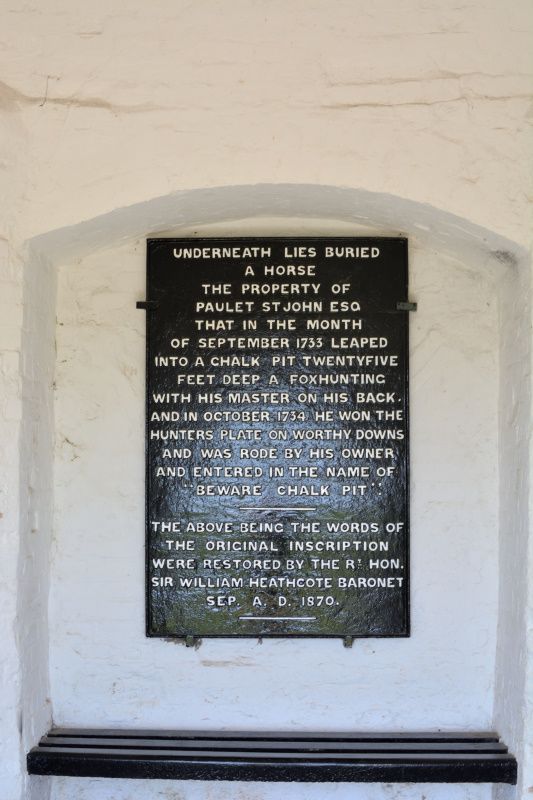 UNDERNEATH LIES BURIED
A HORSE
THE PROPERTY OF
PAULET ST JOHN ESQ
THAT IN THE MONTH
OF SEPTEMBER 1733 LEAPED
INTO A CHALK PIT TWENTYFIVE
FEET DEEP A FOXHUNTING
WITH HIS MASTER ON HIS BACK.
AND IN OCTOBER 1734 HE WON THE
HUNTERS PLATE ON WORTHY DOWNS
AND WAS RODE BY HIS OWNER
AND ENTERED IN THE NAME OF
"BEWARE CHALK PIT":
THE ABOVE BEING THE WORDS OF
THE ORIGINAL INSCRIPTION
WERE RESTORED BY THE RT. HON.
SIR WILLIAM HEATHCOTE BARONET
SEP. A. D. 1870.